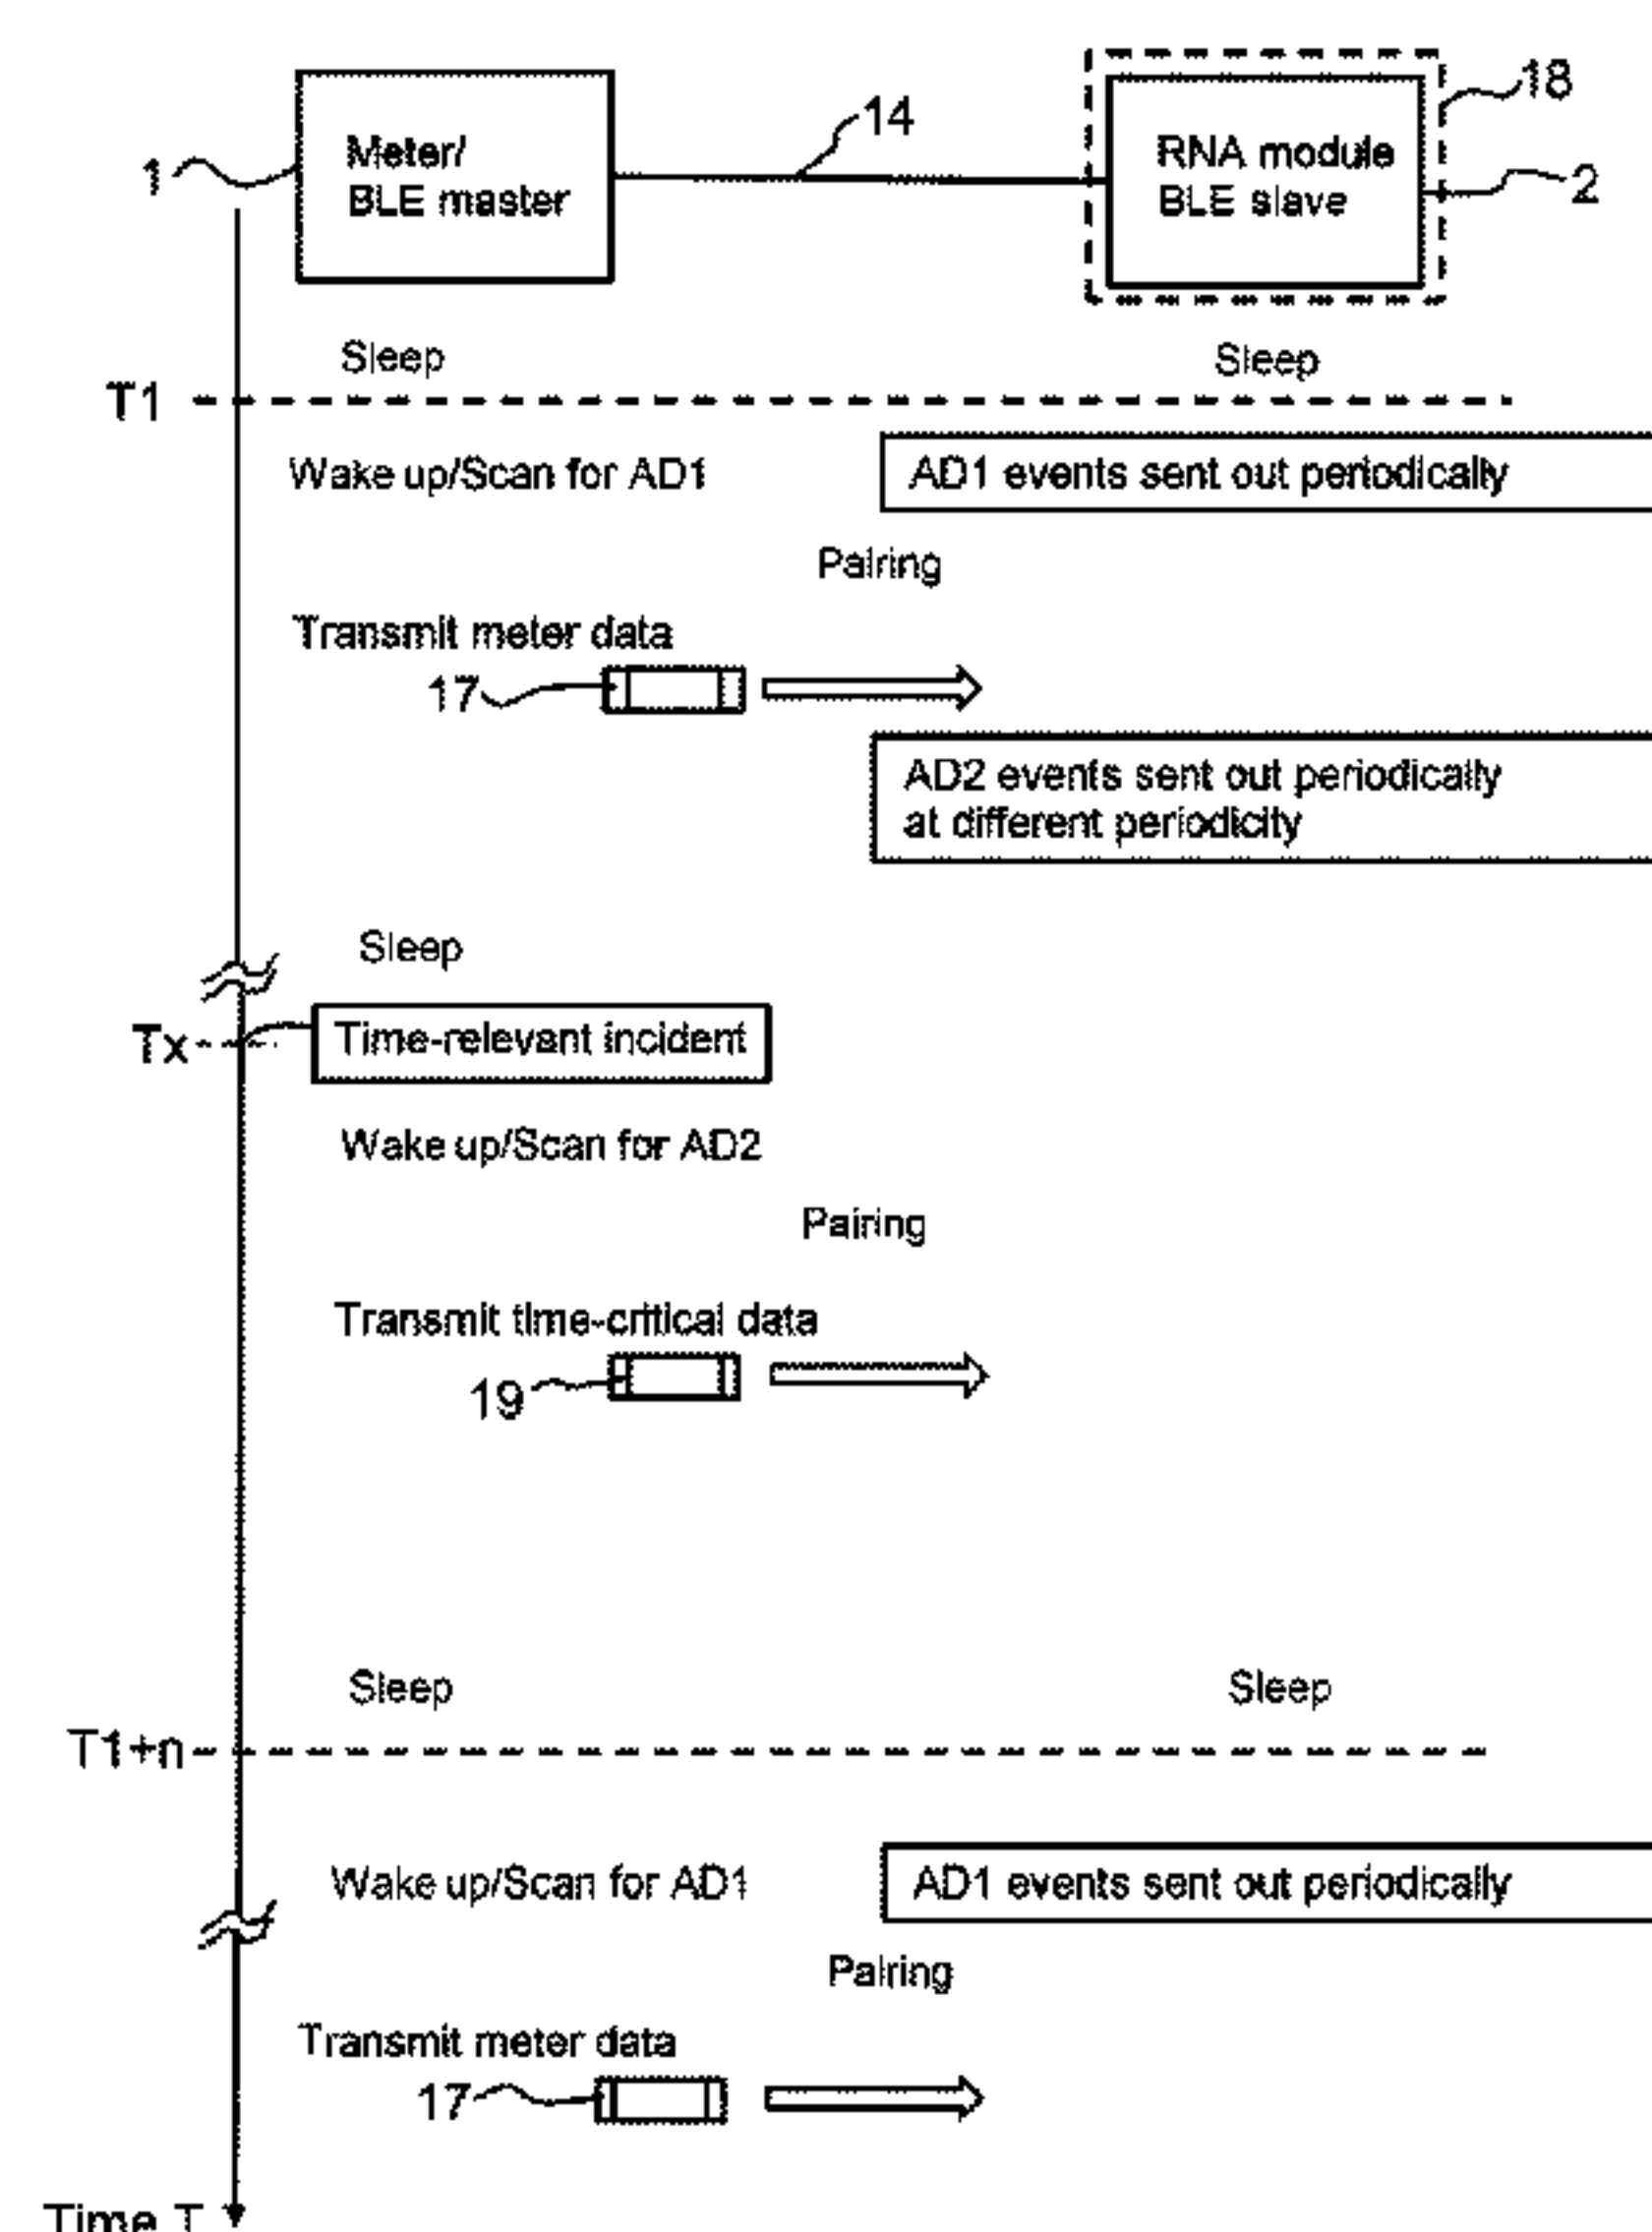 18
14
1
Meter/
BLE master
RNA module
BLE slave
2
Sleep
Sleep
T1
Wake up/Scan for AD1
AD1 events sent out periodically
Pairing
Transmit meter data
17
AD2 events sent out periodically
at different periodicity
Sleep
Tx
Time-relevant incident
Wake up/Scan for AD2
Pairing
Transmit time-critical data
19
Sleep
Sleep
T1+n
Wake up/Scan for AD1
AD1 events sent out periodically
Pairing
Transmit meter data
17
Time T